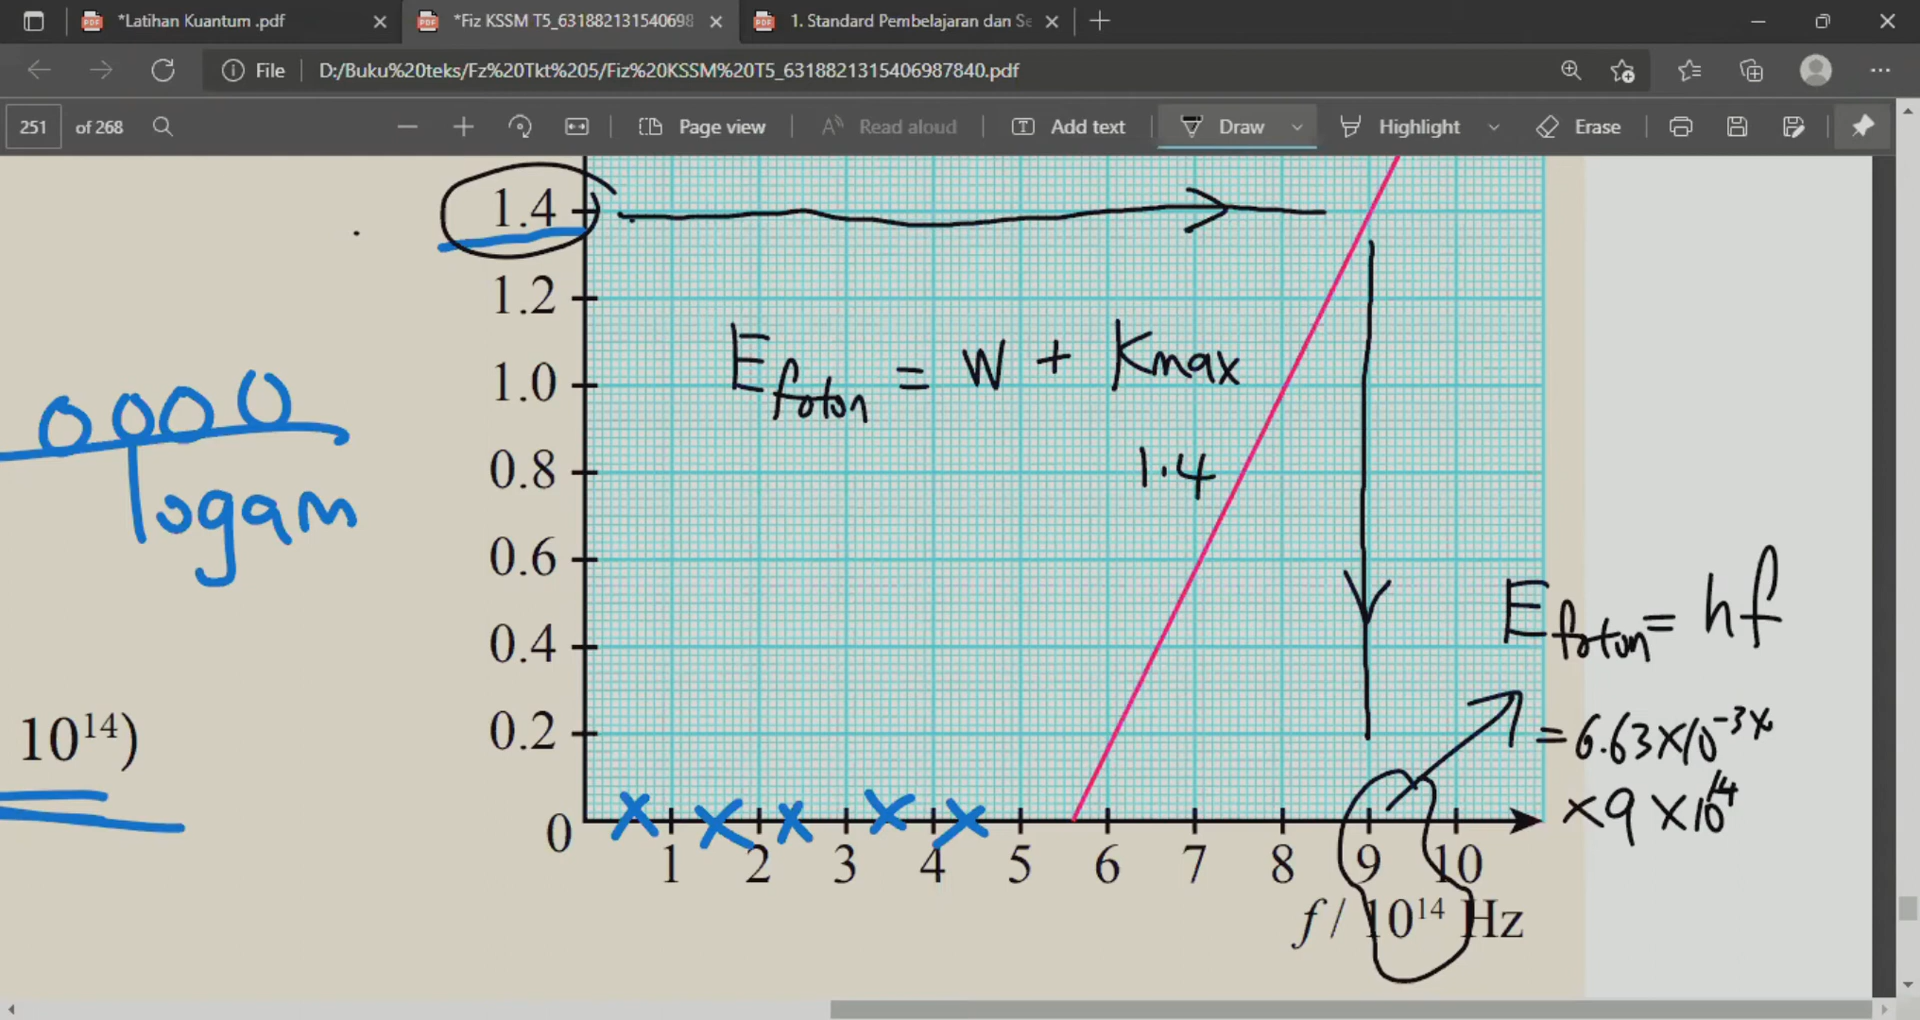 *Latihan Kuantum .pdf
*Fiz KSSM T5_631882131540698
1. Standard Pembelajaran dan Se
File
D:/Buku%20teks/Fz%20Tkt%205/Fiz%20KSSM%20T5_6318821315406987840.pdf
251 of 268
Page view
Read aloud
Add text
Draw
Highlight
Erase
1.4
1.2
E foton = W + Kmax
1.0
1.4
0.8
logam
0.6
E foton = hf
0.4
10¹⁴)
0.2
= 6.63×10⁻³
×9 ×10¹⁴
0
1 2 3 4 5 6 7 8 9 10
f / 10¹⁴ Hz